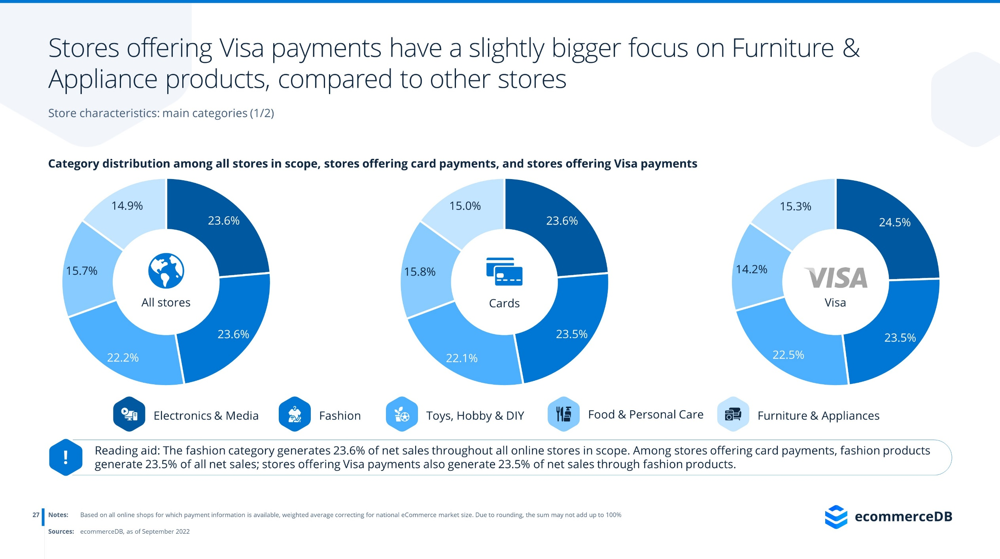 Stores offering Visa payments have a slightly bigger focus on Furniture &
Appliance products, compared to other stores
Store characteristics: main categories (1/2)
Category distribution among all stores in scope, stores offering card payments, and stores offering Visa payments
14.9%
23.6%
15.7%
All stores
23.6%
22.2%
15.0%
23.6%
15.8%
Cards
23.5%
22.1%
15.3%
24.5%
14.2%
VISA
Visa
23.5%
22.5%
Electronics & Media
Fashion
Toys, Hobby & DIY
Food & Personal Care
Furniture & Appliances
!
Reading aid: The fashion category generates 23.6% of net sales throughout all online stores in scope. Among stores offering card payments, fashion products
generate 23.5% of all net sales; stores offering Visa payments also generate 23.5% of net sales through fashion products.
27
Notes: Based on all online shops for which payment information is available, weighted average correcting for national eCommerce market size. Due to rounding, the sum may not add up to 100%
Sources: ecommerceDB, as of September 2022
ecommerceDB